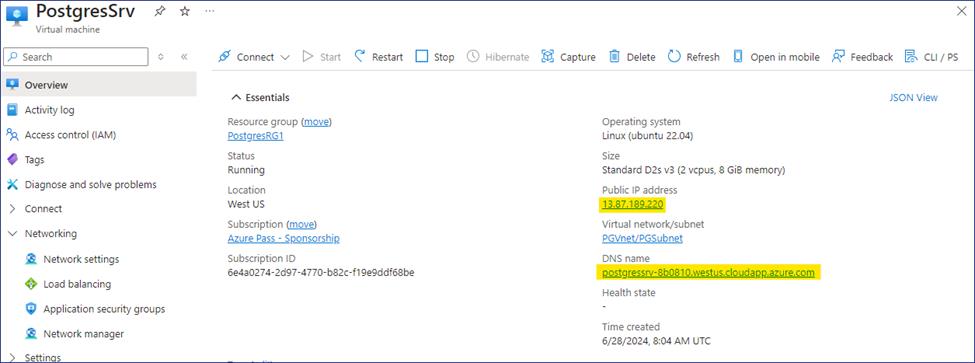 PostgresSrv
Virtual machine
Search
Overview
Activity log
Access control (IAM)
Tags
Diagnose and solve problems
Connect
Networking
Network settings
Load balancing
Application security groups
Network manager
Settings
Connect Start Restart Stop Hibernate Capture Delete Refresh Open in mobile Feedback CLI / PS
Essentials
JSON View
Resource group (move)
PostgresRG1
Status
Running
Location
West US
Subscription (move)
Azure Pass - Sponsorship
Subscription ID
6e4a0274-2d97-4770-b82c-f19e9ddf68be
Operating system
Linux (ubuntu 22.04)
Size
Standard D2s v3 (2 vcpus, 8 GiB memory)
Public IP address
13.87.189.220
Virtual network/subnet
PGVnet/PGSubnet
DNS name
postgressrv-8b0810.westus.cloudapp.azure.com
Health state
-
Time created
6/28/2024, 8:04 AM UTC